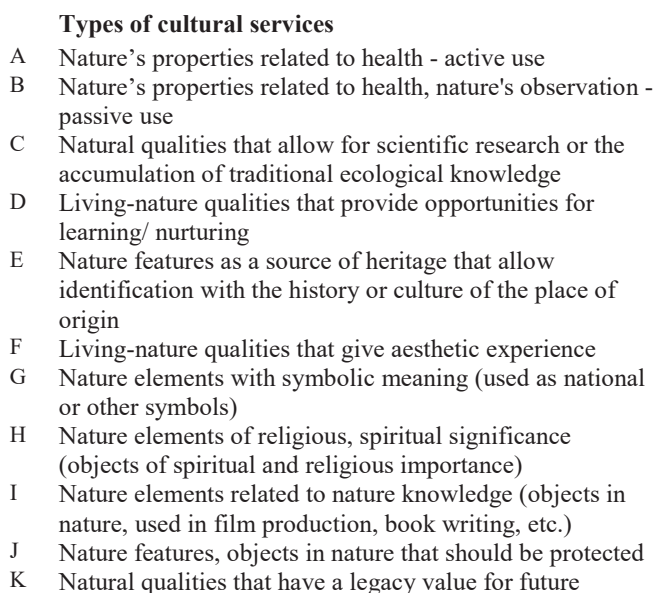 Types of cultural services
A Nature’s properties related to health - active use
B Nature’s properties related to health, nature's observation -
passive use
C Natural qualities that allow for scientific research or the
accumulation of traditional ecological knowledge
D Living-nature qualities that provide opportunities for
learning/ nurturing
E Nature features as a source of heritage that allow
identification with the history or culture of the place of
origin
F Living-nature qualities that give aesthetic experience
G Nature elements with symbolic meaning (used as national
or other symbols)
H Nature elements of religious, spiritual significance
(objects of spiritual and religious importance)
I Nature elements related to nature knowledge (objects in
nature, used in film production, book writing, etc.)
J Nature features, objects in nature that should be protected
K Natural qualities that have a legacy value for future